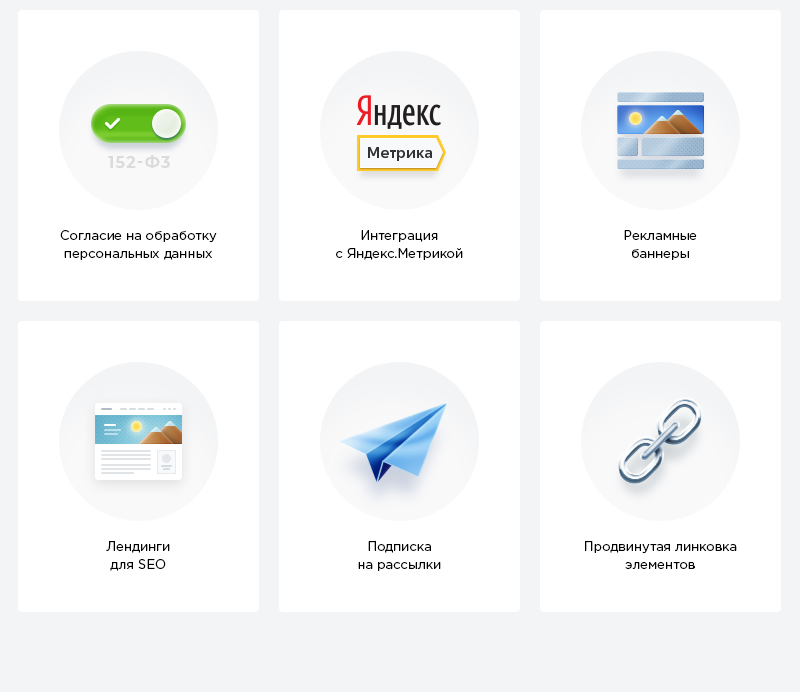 152-ФЗ
Согласие на обработку
персональных данных
Яндекс
Метрика
Интеграция
с Яндекс.Метрикой
Рекламные
баннеры
Лендинги
для SEO
Подписка
на рассылки
Продвинутая линковка
элементов